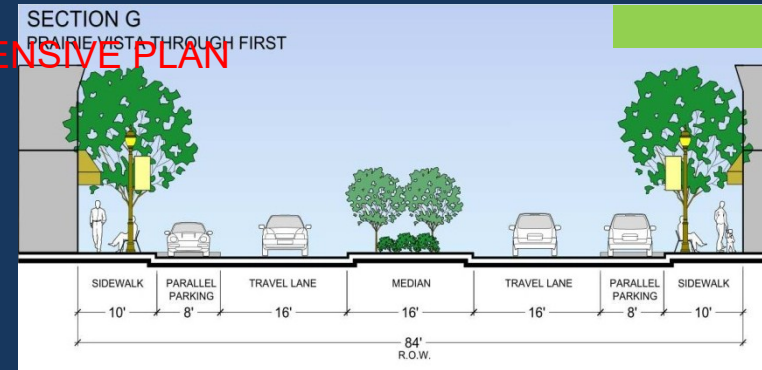 SECTION G
PRAIRIE VISTA THROUGH FIRST
ENSIVE PLAN
SIDEWALK PARALLEL PARKING TRAVEL LANE MEDIAN TRAVEL LANE PARALLEL PARKING SIDEWALK
10' 8' 16' 16' 16' 8' 10'
84'
R.O.W.